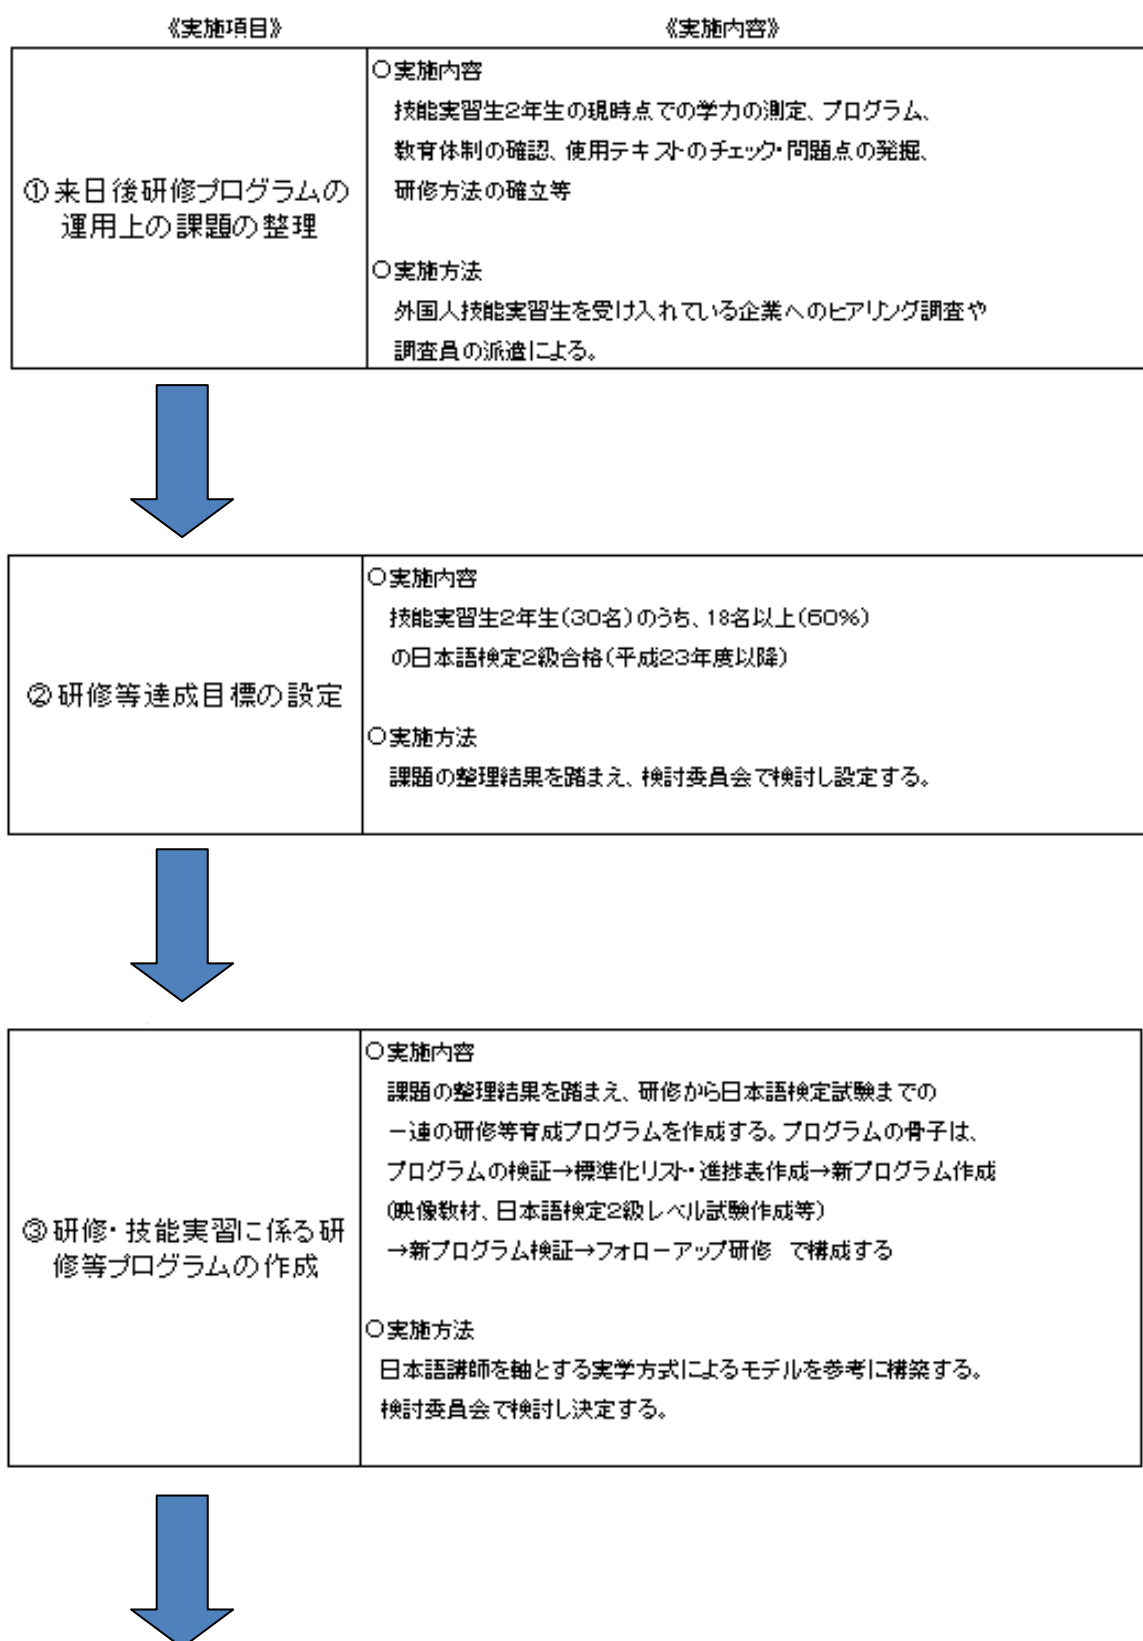 《実施項目》
《実施内容》
①来日後研修プログラムの
運用上の課題の整理
○実施内容
技能実習生2年生の現時点での学力の測定、プログラム、
教育体制の確認、使用テキストのチェック・問題点の発掘、
研修方法の確立等
○実施方法
外国人技能実習生を受け入れている企業へのヒアリング調査や
調査員の派遣による。
②研修等達成目標の設定
○実施内容
技能実習生2年生(30名)のうち、18名以上(60%)
の日本語検定2級合格(平成23年度以降)
○実施方法
課題の整理結果を踏まえ、検討委員会で検討し設定する。
③研修・技能実習に係る研
修等プログラムの作成
○実施内容
課題の整理結果を踏まえ、研修から日本語検定試験までの
一連の研修等育成プログラムを作成する。プログラムの骨子は、
プログラムの検証→標準化リスト・進捗表作成→新プログラム作成
(映像教材、日本語検定2級レベル試験作成等)
→新プログラム検証→フォローアップ研修　で構成する
○実施方法
日本語講師を軸とする実学方式によるモデルを参考に構築する。
検討委員会で検討し決定する。